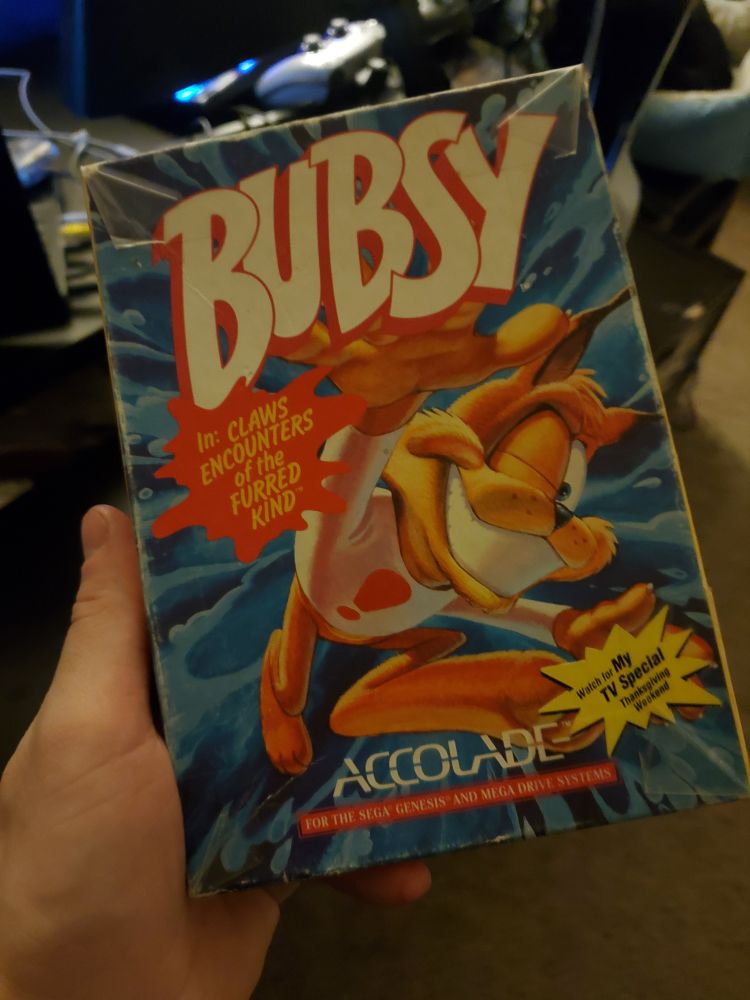 BUBSY
In: CLAWS
ENCOUNTERS
of the
FURRED
KIND™
Watch for My
TV Special
Thanksgiving
Weekend
ACCOLADE™
FOR THE SEGA® GENESIS® AND MEGA DRIVE SYSTEMS